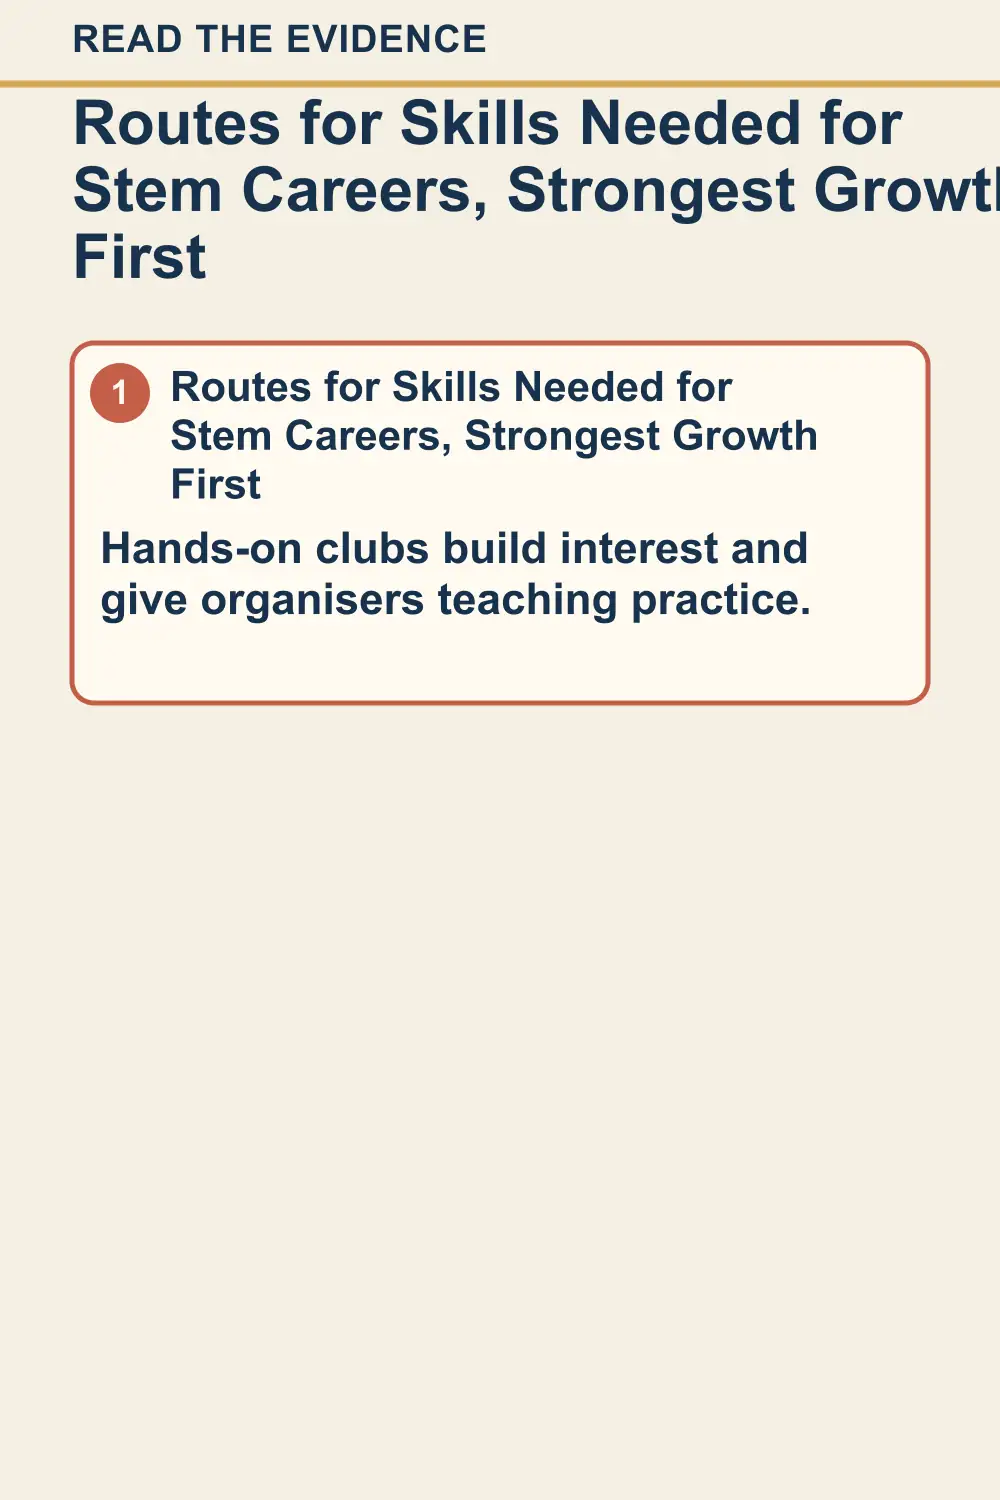 READ THE EVIDENCE
Routes for Skills Needed for
Stem Careers, Strongest Growth
First
1
Routes for Skills Needed for
Stem Careers, Strongest Growth
First
Hands-on clubs build interest and
give organisers teaching practice.